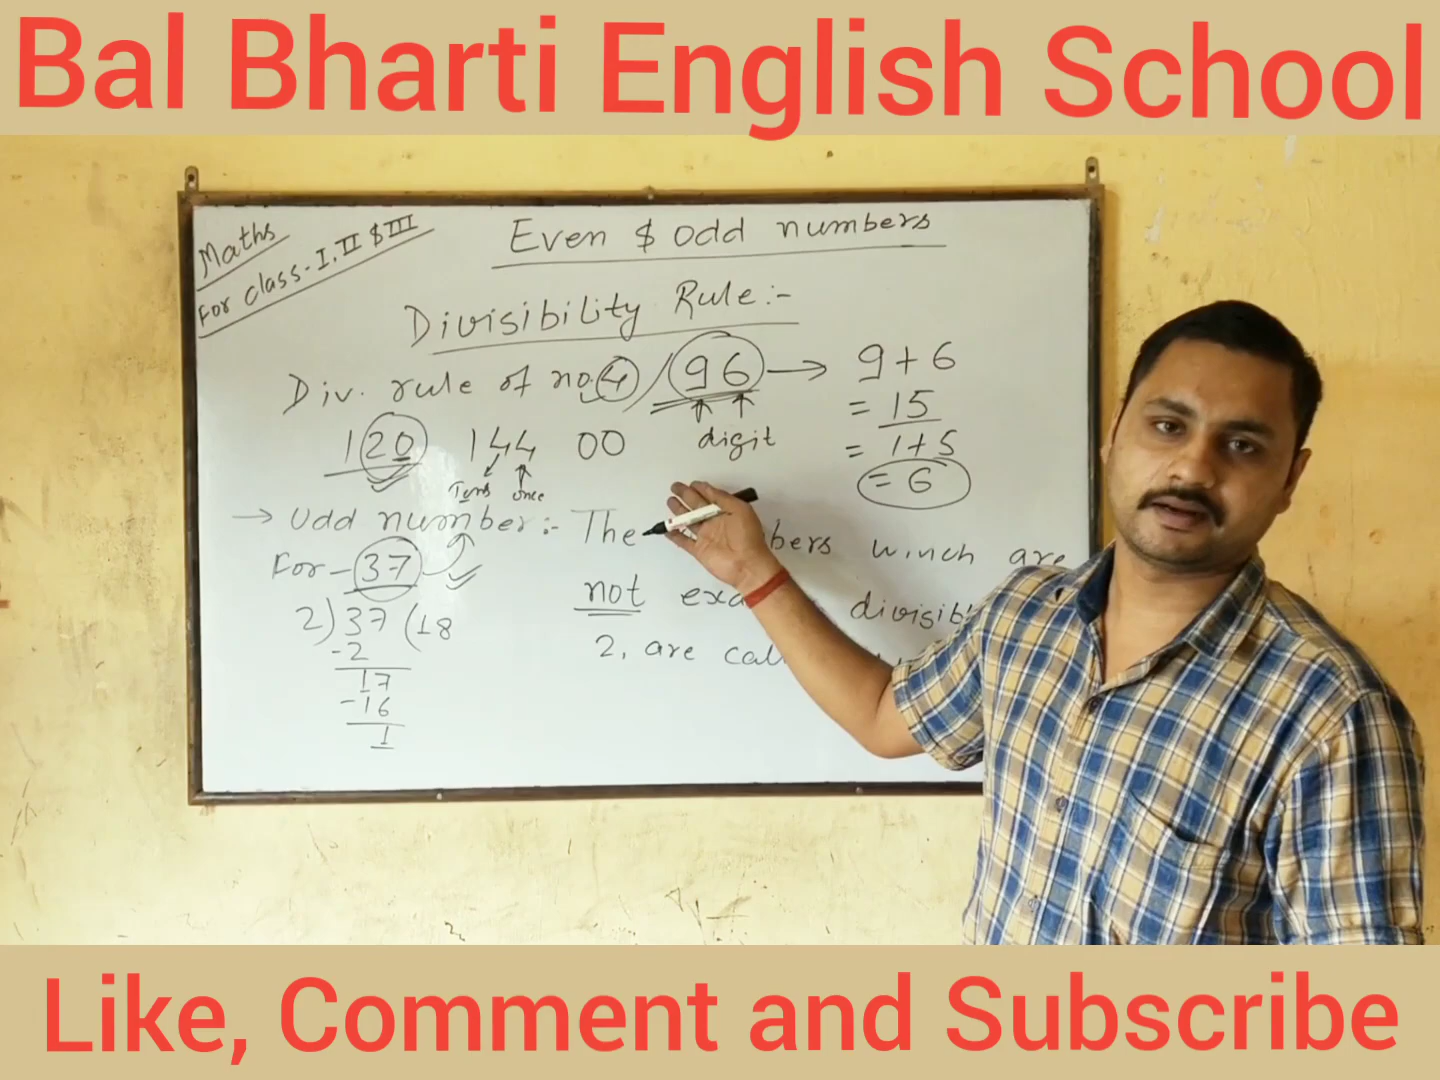 Bal Bharti English School
Maths
For class-I, II & III
Even & odd numbers
Divisibility Rule:-
Div. rule of no. 4 / 96 → 9+6
= 15
= 1+5
= 6
digit
120 144 00
Tens once
→ Odd number:- The bers which are
not divisib
2, are
For - 37
2)37(18
-2
17
-16
1
Like, Comment and Subscribe